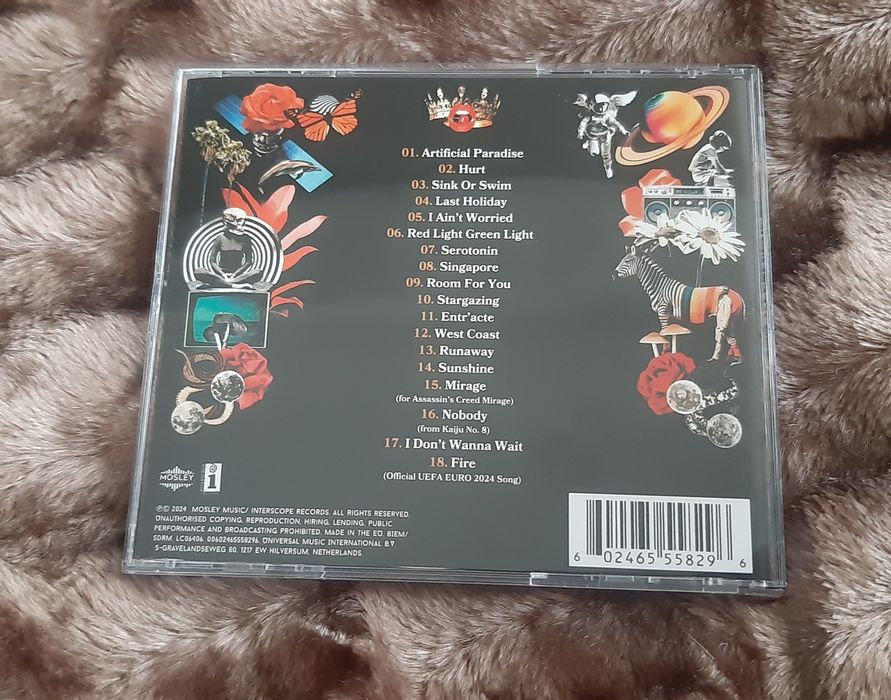 01. Artificial Paradise
02. Hurt
03. Sink Or Swim
04. Last Holiday
05. I Ain't Worried
06. Red Light Green Light
07. Serotonin
08. Singapore
09. Room For You
10. Stargazing
11. Entr'acte
12. West Coast
13. Runaway
14. Sunshine
15. Mirage
(for Assassin's Creed Mirage)
16. Nobody
(from Kaiju No. 8)
17. I Don't Wanna Wait
18. Fire
(Official UEFA EURO 2024 Song)
MOSLEY
i
℗© 2024 MOSLEY MUSIC/ INTERSCOPE RECORDS. ALL RIGHTS RESERVED.
UNAUTHORISED COPYING, REPRODUCTION, HIRING, LENDING, PUBLIC
PERFORMANCE AND BROADCASTING PROHIBITED. MADE IN THE EU. BIEM/
SDRM. LC06406. 00602465558296. UNIVERSAL MUSIC INTERNATIONAL B.V.
S-GRAVELANDSEWEG 80, 1217 EW HILVERSUM, NETHERLANDS.
6 02465 55829 6